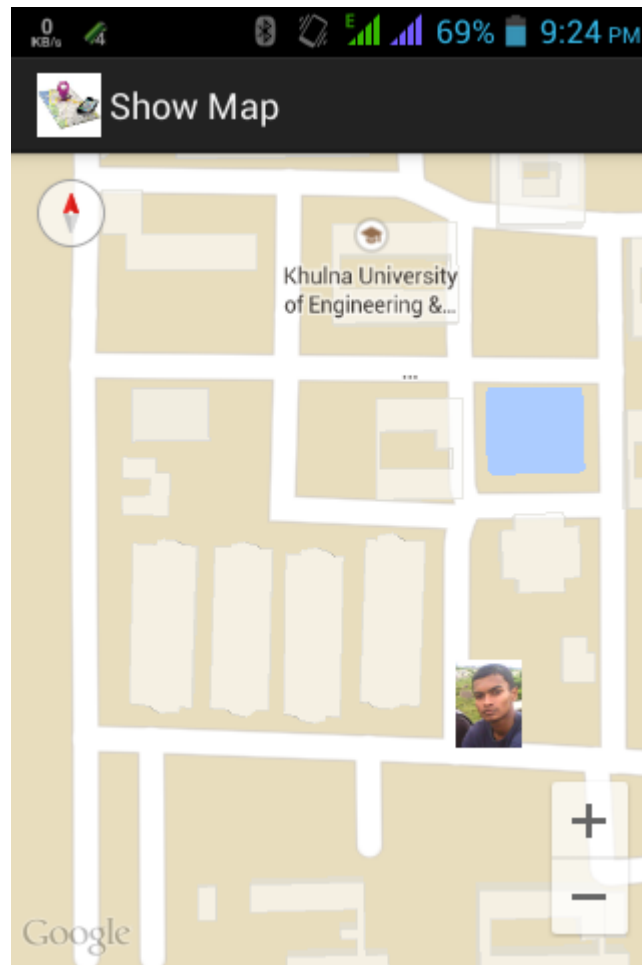 0
KB/s
4
E
69%
9:24 PM
Show Map
Khulna University
of Engineering &...
...
+
−
Google